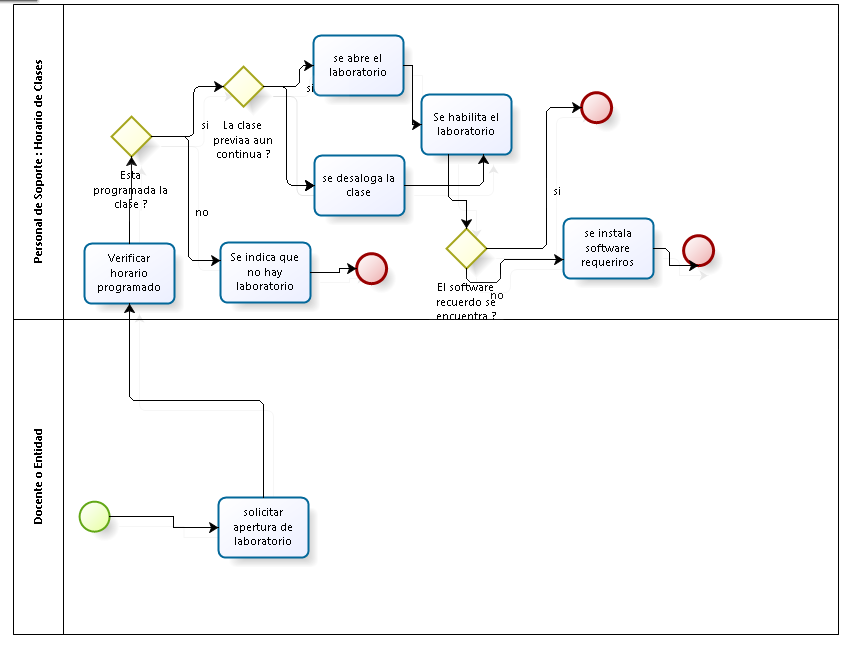 Personal de Soporte : Horario de Clases
se abre el
laboratorio
si
La clase
previaa aun
continua ?
Se habilita el
laboratorio
si
Esta
programada la
clase ?
se desaloga la
clase
si
no
Verificar
horario
programado
Se indica que
no hay
laboratorio
se instala
software
requeriros
El software
recuerdo se
encuentra ?
no
Docente o Entidad
solicitar
apertura de
laboratorio